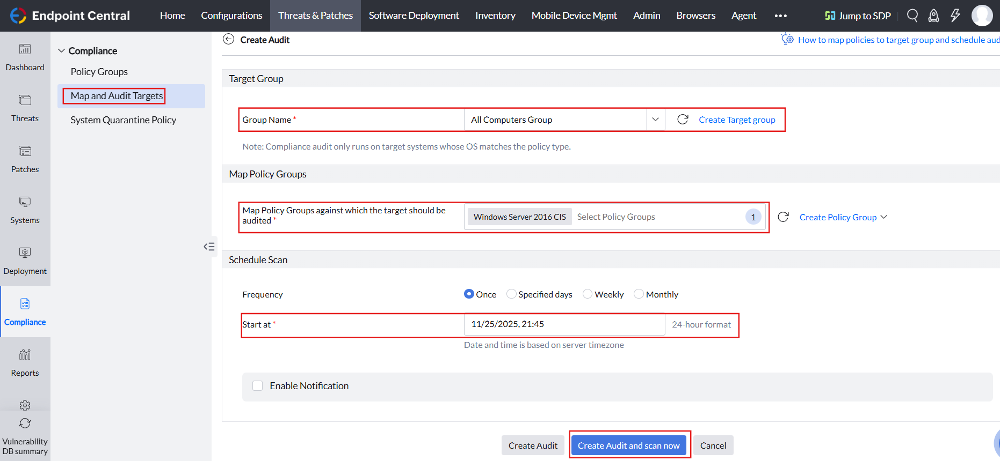 Endpoint Central
Home
Configurations
Threats & Patches
Software Deployment
Inventory
Mobile Device Mgmt
Admin
Browsers
Agent
Jump to SDP
Dashboard
Threats
Patches
Systems
Deployment
Compliance
Reports
Vulnerability
DB summary
Compliance
Policy Groups
Map and Audit Targets
System Quarantine Policy
Create Audit
How to map policies to target group and schedule aud
Target Group
Group Name *
All Computers Group
Create Target group
Note: Compliance audit only runs on target systems whose OS matches the policy type.
Map Policy Groups
Map Policy Groups against which the target should be
audited *
Windows Server 2016 CIS
Select Policy Groups
1
Create Policy Group
Schedule Scan
Frequency
Once
Specified days
Weekly
Monthly
Start at *
11/25/2025, 21:45
24-hour format
Date and time is based on server timezone
Enable Notification
Create Audit
Create Audit and scan now
Cancel